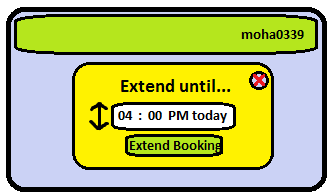 moha0339
Extend until...
04 : 00 PM today
Extend Booking